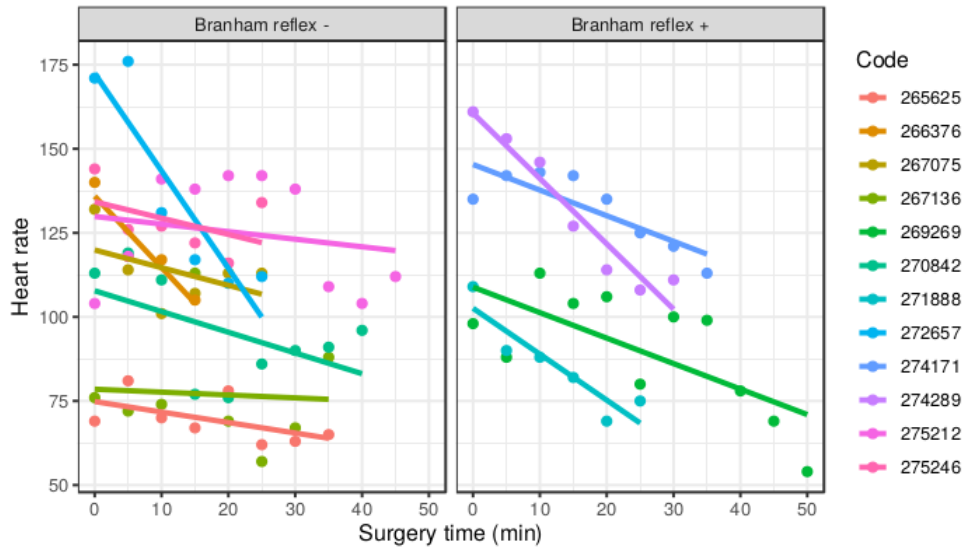 Branham reflex -
Branham reflex +
Heart rate
175
150
125
100
75
50
0 10 20 30 40 50
0 10 20 30 40 50
Surgery time (min)
Code
265625
266376
267075
267136
269269
270842
271888
272657
274171
274289
275212
275246